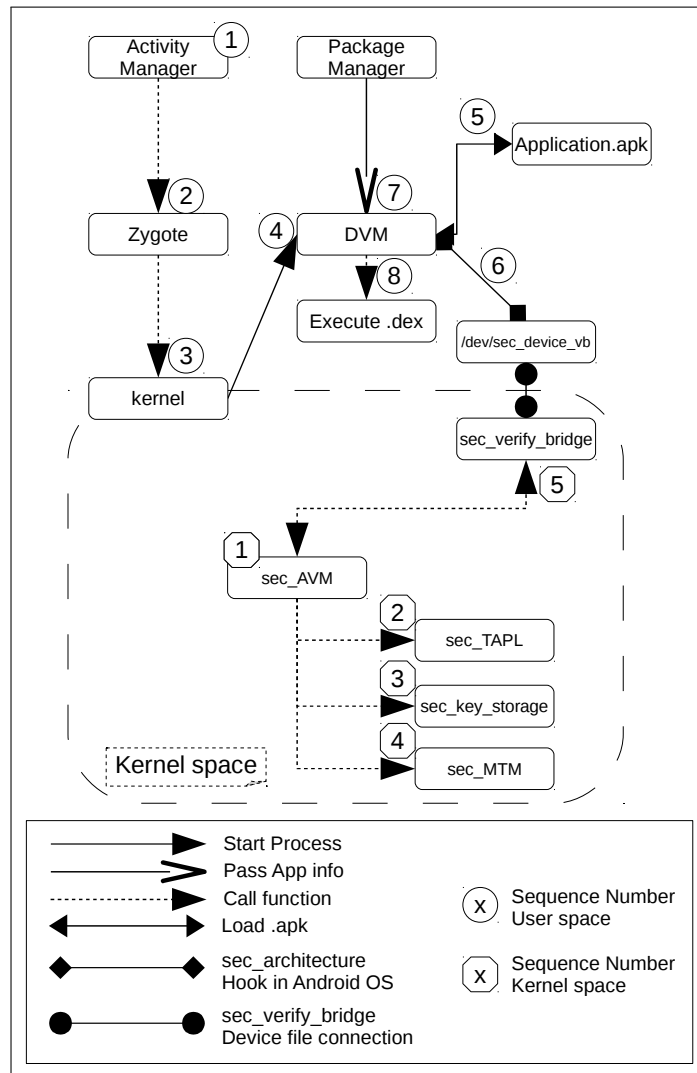 Activity
Manager
1
Package
Manager
5
Application.apk
2
7
4
Zygote
DVM
6
8
Execute .dex
/dev/sec_device_vb
3
kernel
sec_verify_bridge
5
1
sec_AVM
2
sec_TAPL
3
sec_key_storage
4
sec_MTM
Kernel space
Start Process
Pass App info
Call function
Load .apk
sec_architecture
Hook in Android OS
sec_verify_bridge
Device file connection
x
Sequence Number
User space
x
Sequence Number
Kernel space